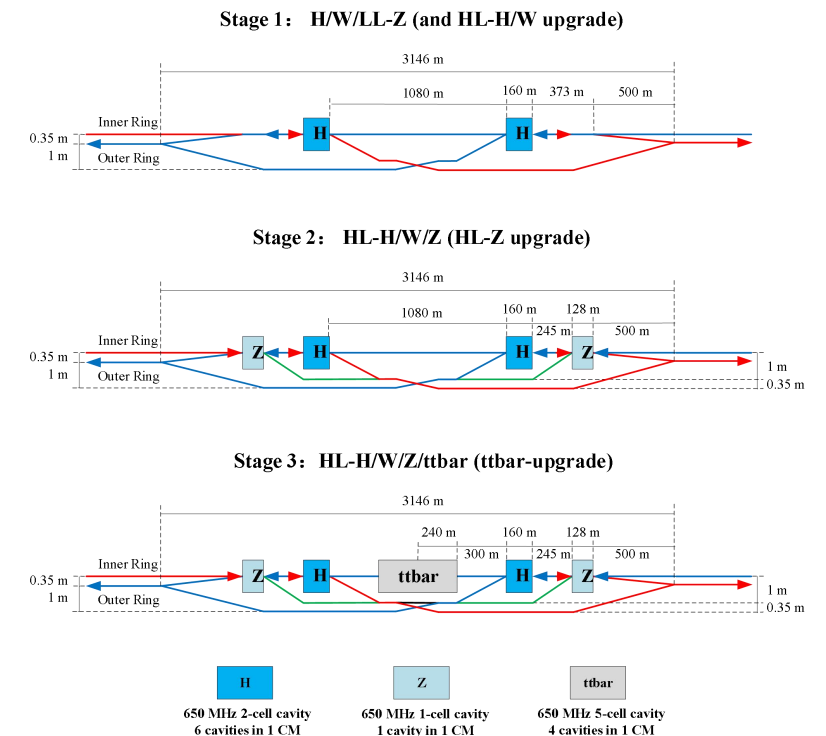 Stage 1： H/W/LL-Z (and HL-H/W upgrade)
3146 m
1080 m
160 m
373 m
500 m
Inner Ring
0.35 m
1 m
Outer Ring
H
H
Stage 2： HL-H/W/Z (HL-Z upgrade)
3146 m
1080 m
160 m
128 m
245 m
500 m
Inner Ring
0.35 m
1 m
Outer Ring
Z
H
H
Z
1 m
0.35 m
Stage 3：HL-H/W/Z/ttbar (ttbar-upgrade)
3146 m
240 m
160 m
128 m
300 m
245 m
500 m
Inner Ring
0.35 m
1 m
Outer Ring
Z
H
ttbar
H
Z
1 m
0.35 m
H
Z
ttbar
650 MHz 2-cell cavity
6 cavities in 1 CM
650 MHz 1-cell cavity
1 cavity in 1 CM
650 MHz 5-cell cavity
4 cavities in 1 CM